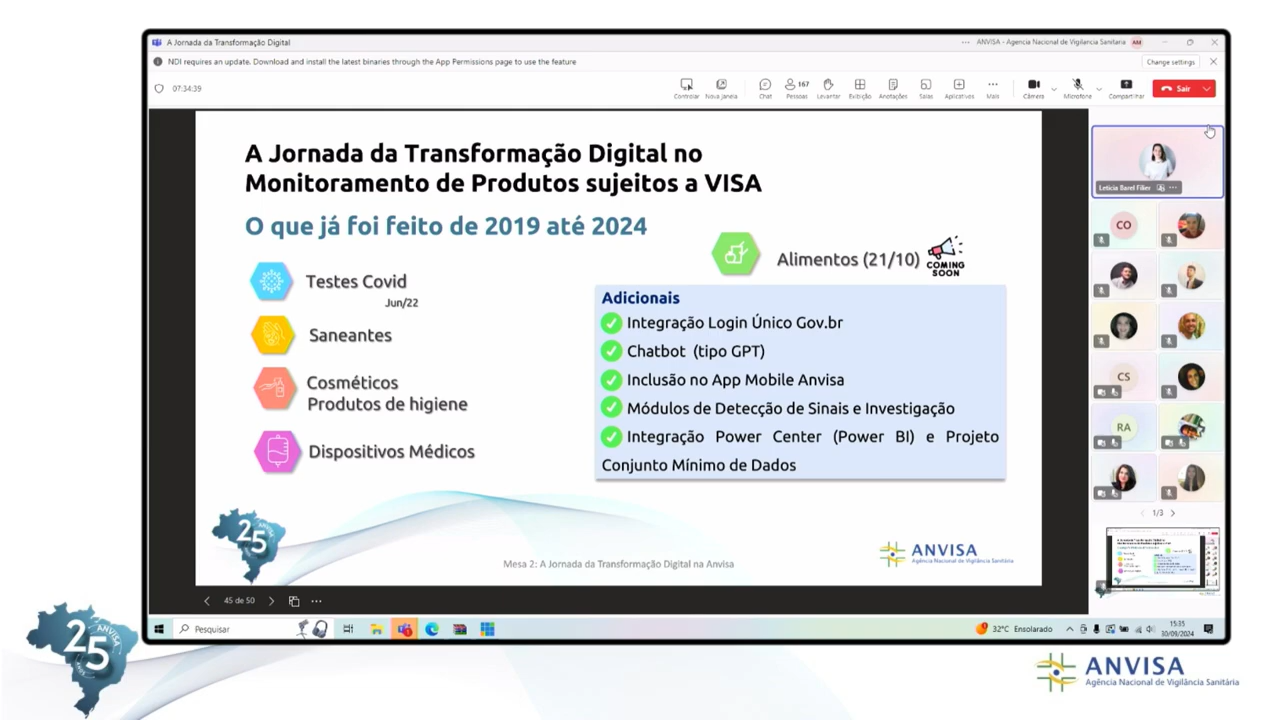 A Jornada da Transformação Digital
ANVISA - Agencia Nacional de Vigilancia Sanitaria
AM
NDI requires an update. Download and install the latest binaries through the App Permissions page to use the feature
Change settings
07:34:39
Controlar
Nova janela
Chat
167
Pessoas
Levantar
Exibição
Anotações
Salas
Aplicativos
Mais
Câmera
Microfone
Compartilhar
Sair
A Jornada da Transformação Digital no
Monitoramento de Produtos sujeitos a VISA
O que já foi feito de 2019 até 2024
Alimentos (21/10)
COMING
SOON
Testes Covid
Jun/22
Saneantes
Cosméticos
Produtos de higiene
Dispositivos Médicos
Adicionais
Integração Login Único Gov.br
Chatbot (tipo GPT)
Inclusão no App Mobile Anvisa
Módulos de Detecção de Sinais e Investigação
Integração Power Center (Power BI) e Projeto
Conjunto Mínimo de Dados
25
ANVISA
Mesa 2: A Jornada da Transformação Digital na Anvisa
ANVISA
Agência Nacional de Vigilância Sanitária
Leticia Barel Filier
CO
CS
RA
1/3
45 de 50
Pesquisar
32°C Ensolarado
15:35
30/09/2024
25
ANVISA
ANOS
ANVISA
Agência Nacional de Vigilância Sanitária